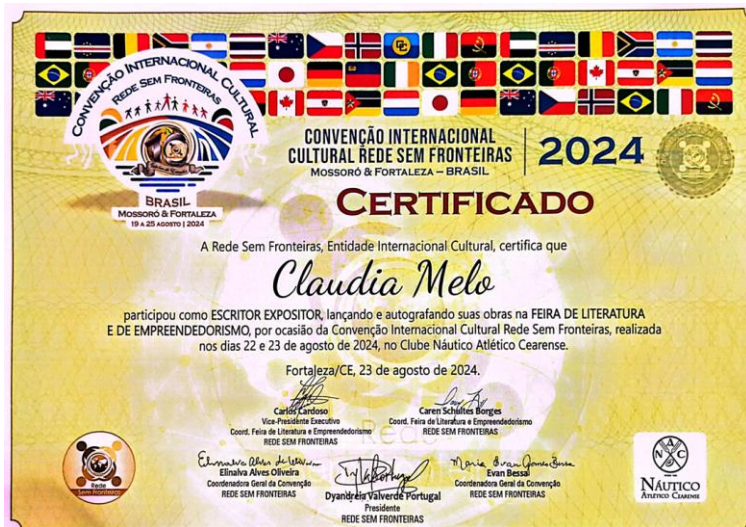 CONVENÇÃO INTERNACIONAL CULTURAL
REDE SEM FRONTEIRAS
BRASIL
MOSSORÓ & FORTALEZA
19 A 25 AGOSTO | 2024
CONVENÇÃO INTERNACIONAL
CULTURAL REDE SEM FRONTEIRAS
MOSSORÓ & FORTALEZA – BRASIL
2024
CERTIFICADO
A Rede Sem Fronteiras, Entidade Internacional Cultural, certifica que
Claudia Melo
participou como ESCRITOR EXPOSITOR, lançando e autografando suas obras na FEIRA DE LITERATURA
E DE EMPREENDEDORISMO, por ocasião da Convenção Internacional Cultural Rede Sem Fronteiras, realizada
nos dias 22 e 23 de agosto de 2024, no Clube Náutico Atlético Cearense.
Fortaleza/CE, 23 de agosto de 2024.
Carlos Cardoso
Vice-Presidente Executivo
Coord. Feira de Literatura e Empreendedorismo
REDE SEM FRONTEIRAS
Caren Schultes Borges
Coord. Feira de Literatura e Empreendedorismo
REDE SEM FRONTEIRAS
Elinalva Alves Oliveira
Coordenadora Geral da Convenção
REDE SEM FRONTEIRAS
Dyandreia Valverde Portugal
Presidente
REDE SEM FRONTEIRAS
Evan Bessa
Coordenadora Geral da Convenção
REDE SEM FRONTEIRAS
Rede
Sem Fronteiras
Rede
NAC
NÁUTICO
ATLÉTICO CEARENSE